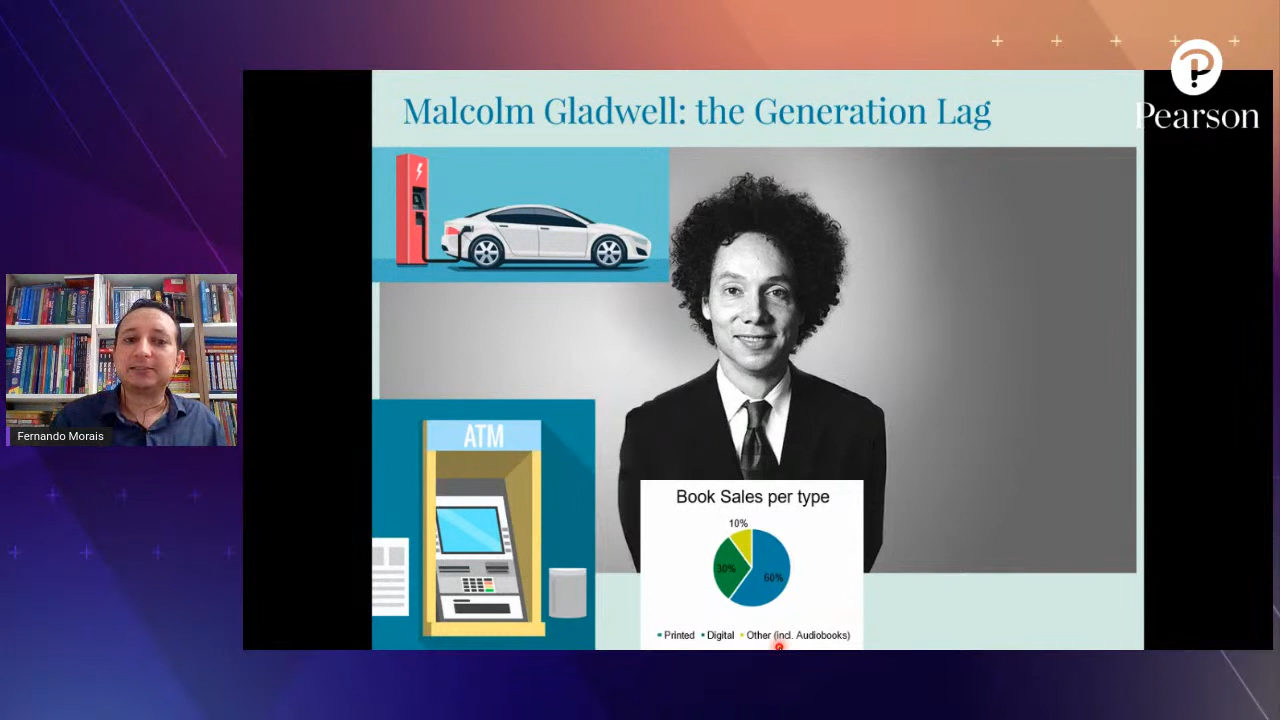 Pearson
Malcolm Gladwell: the Generation Lag
Fernando Morais
ATM
Book Sales per type
10%
30%
60%
Printed Digital Other (incl. Audiobooks)